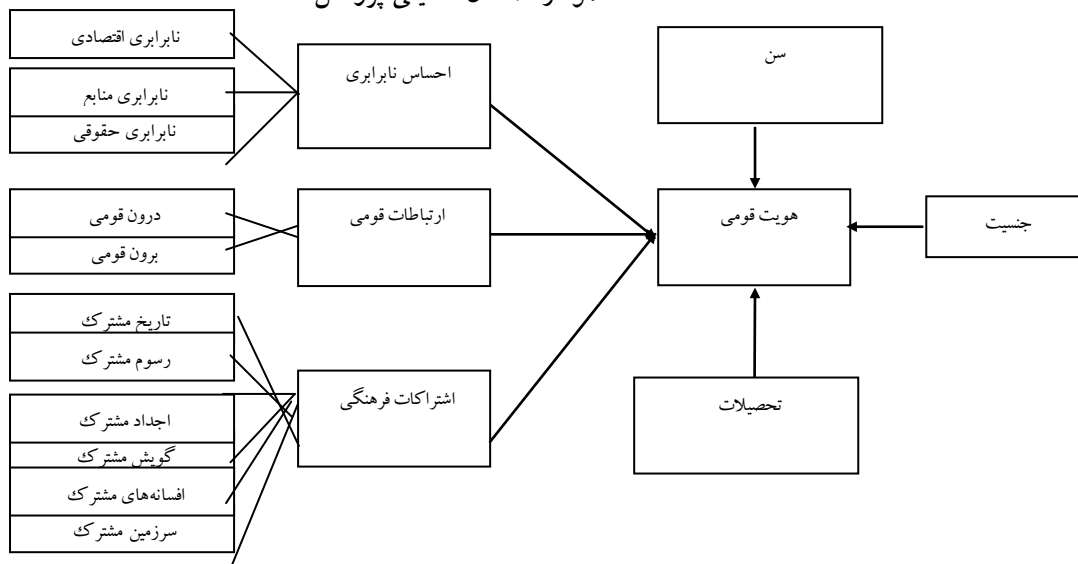 نابرابری اقتصادی
نابرابری منابع
نابرابری حقوقی
احساس نابرابری
سن
درون قومی
برون قومی
ارتباطات قومی
هویت قومی
جنسیت
تاریخ مشترک
رسوم مشترک
اجداد مشترک
گویش مشترک
افسانه‌های مشترک
سرزمین مشترک
اشتراکات فرهنگی
تحصیلات